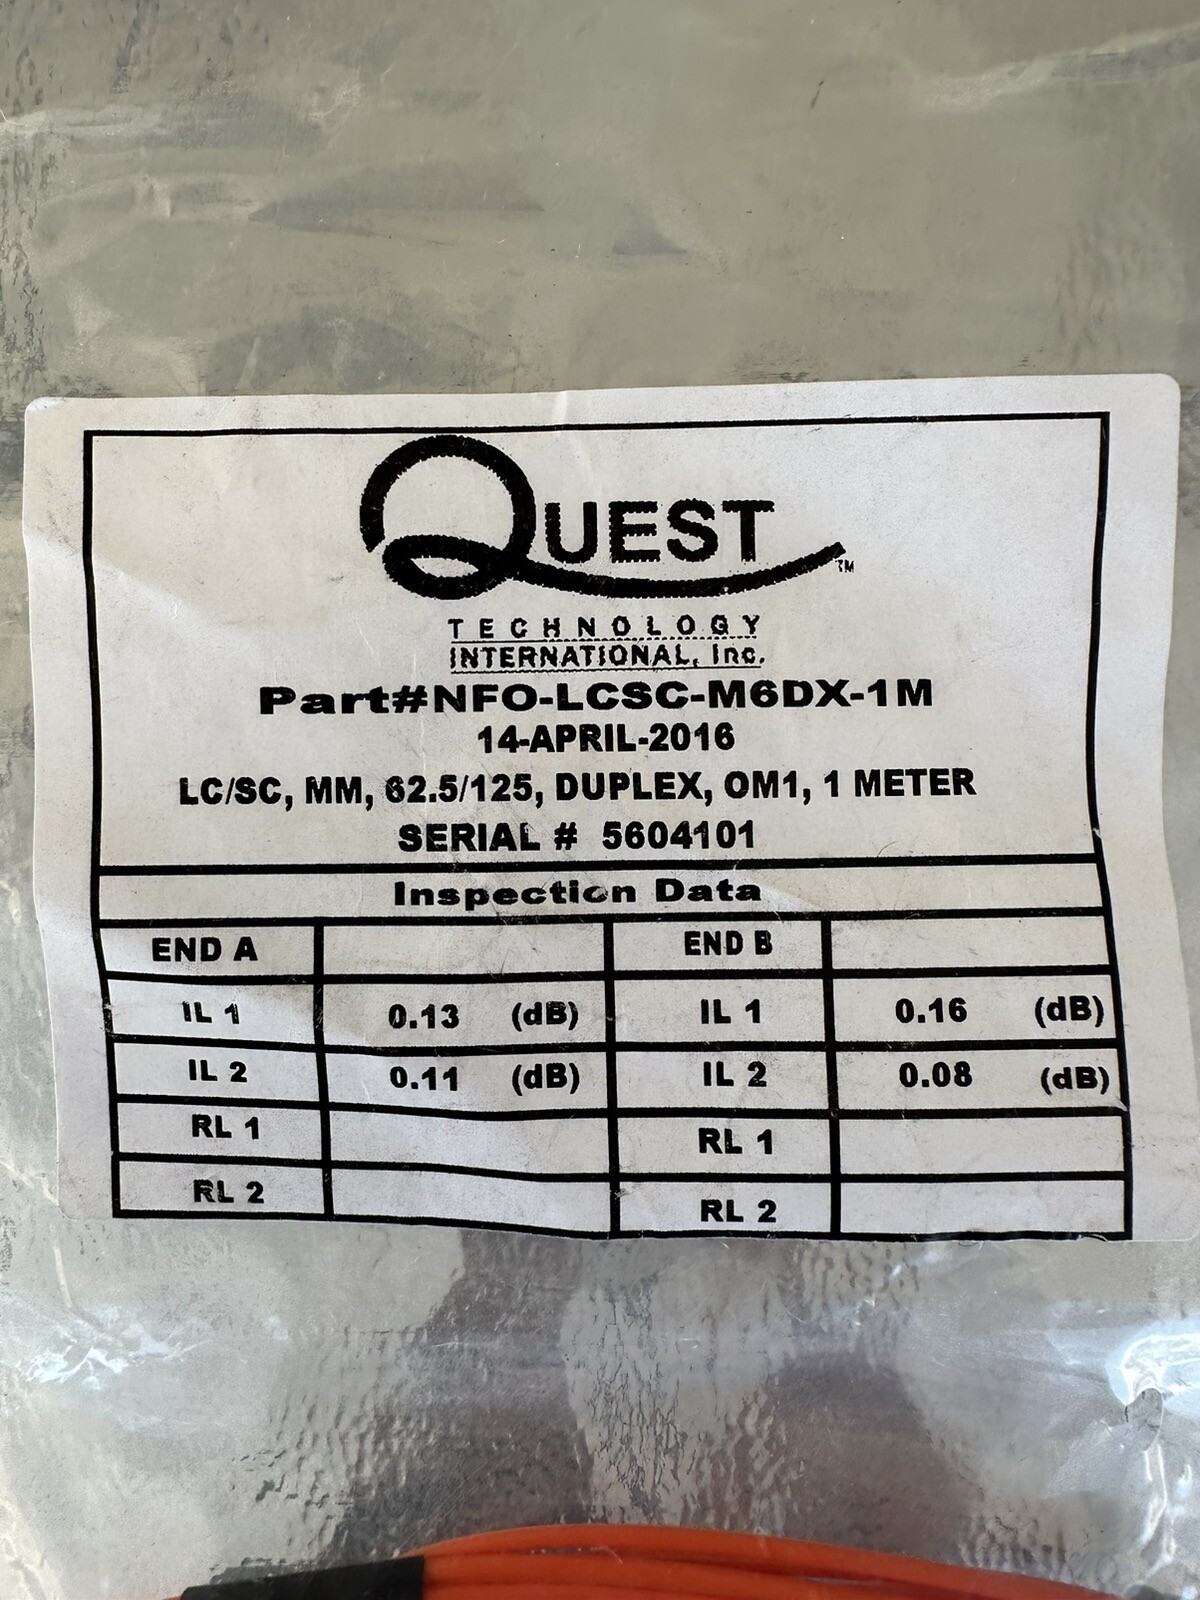 QUEST™
TECHNOLOGY
INTERNATIONAL, Inc.
Part#NFO-LCSC-M6DX-1M
14-APRIL-2016
LC/SC, MM, 62.5/125, DUPLEX, OM1, 1 METER
SERIAL # 5604101
Inspection Data
END A END B
IL 1 0.13 (dB) IL 1 0.16 (dB)
IL 2 0.11 (dB) IL 2 0.08 (dB)
RL 1 RL 1
RL 2 RL 2